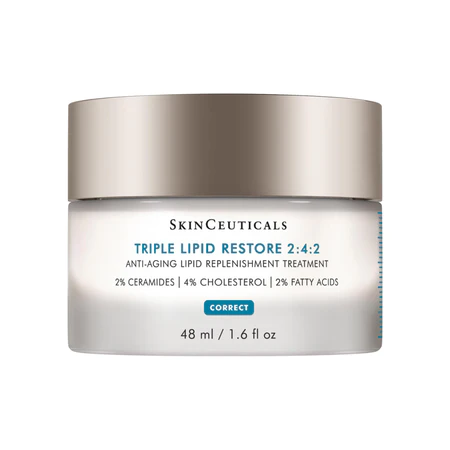 SKINCEUTICALS
TRIPLE LIPID RESTORE 2:4:2
ANTI-AGING LIPID REPLENISHMENT TREATMENT
2% CERAMIDES | 4% CHOLESTEROL | 2% FATTY ACIDS
CORRECT
48 ml / 1.6 fl oz